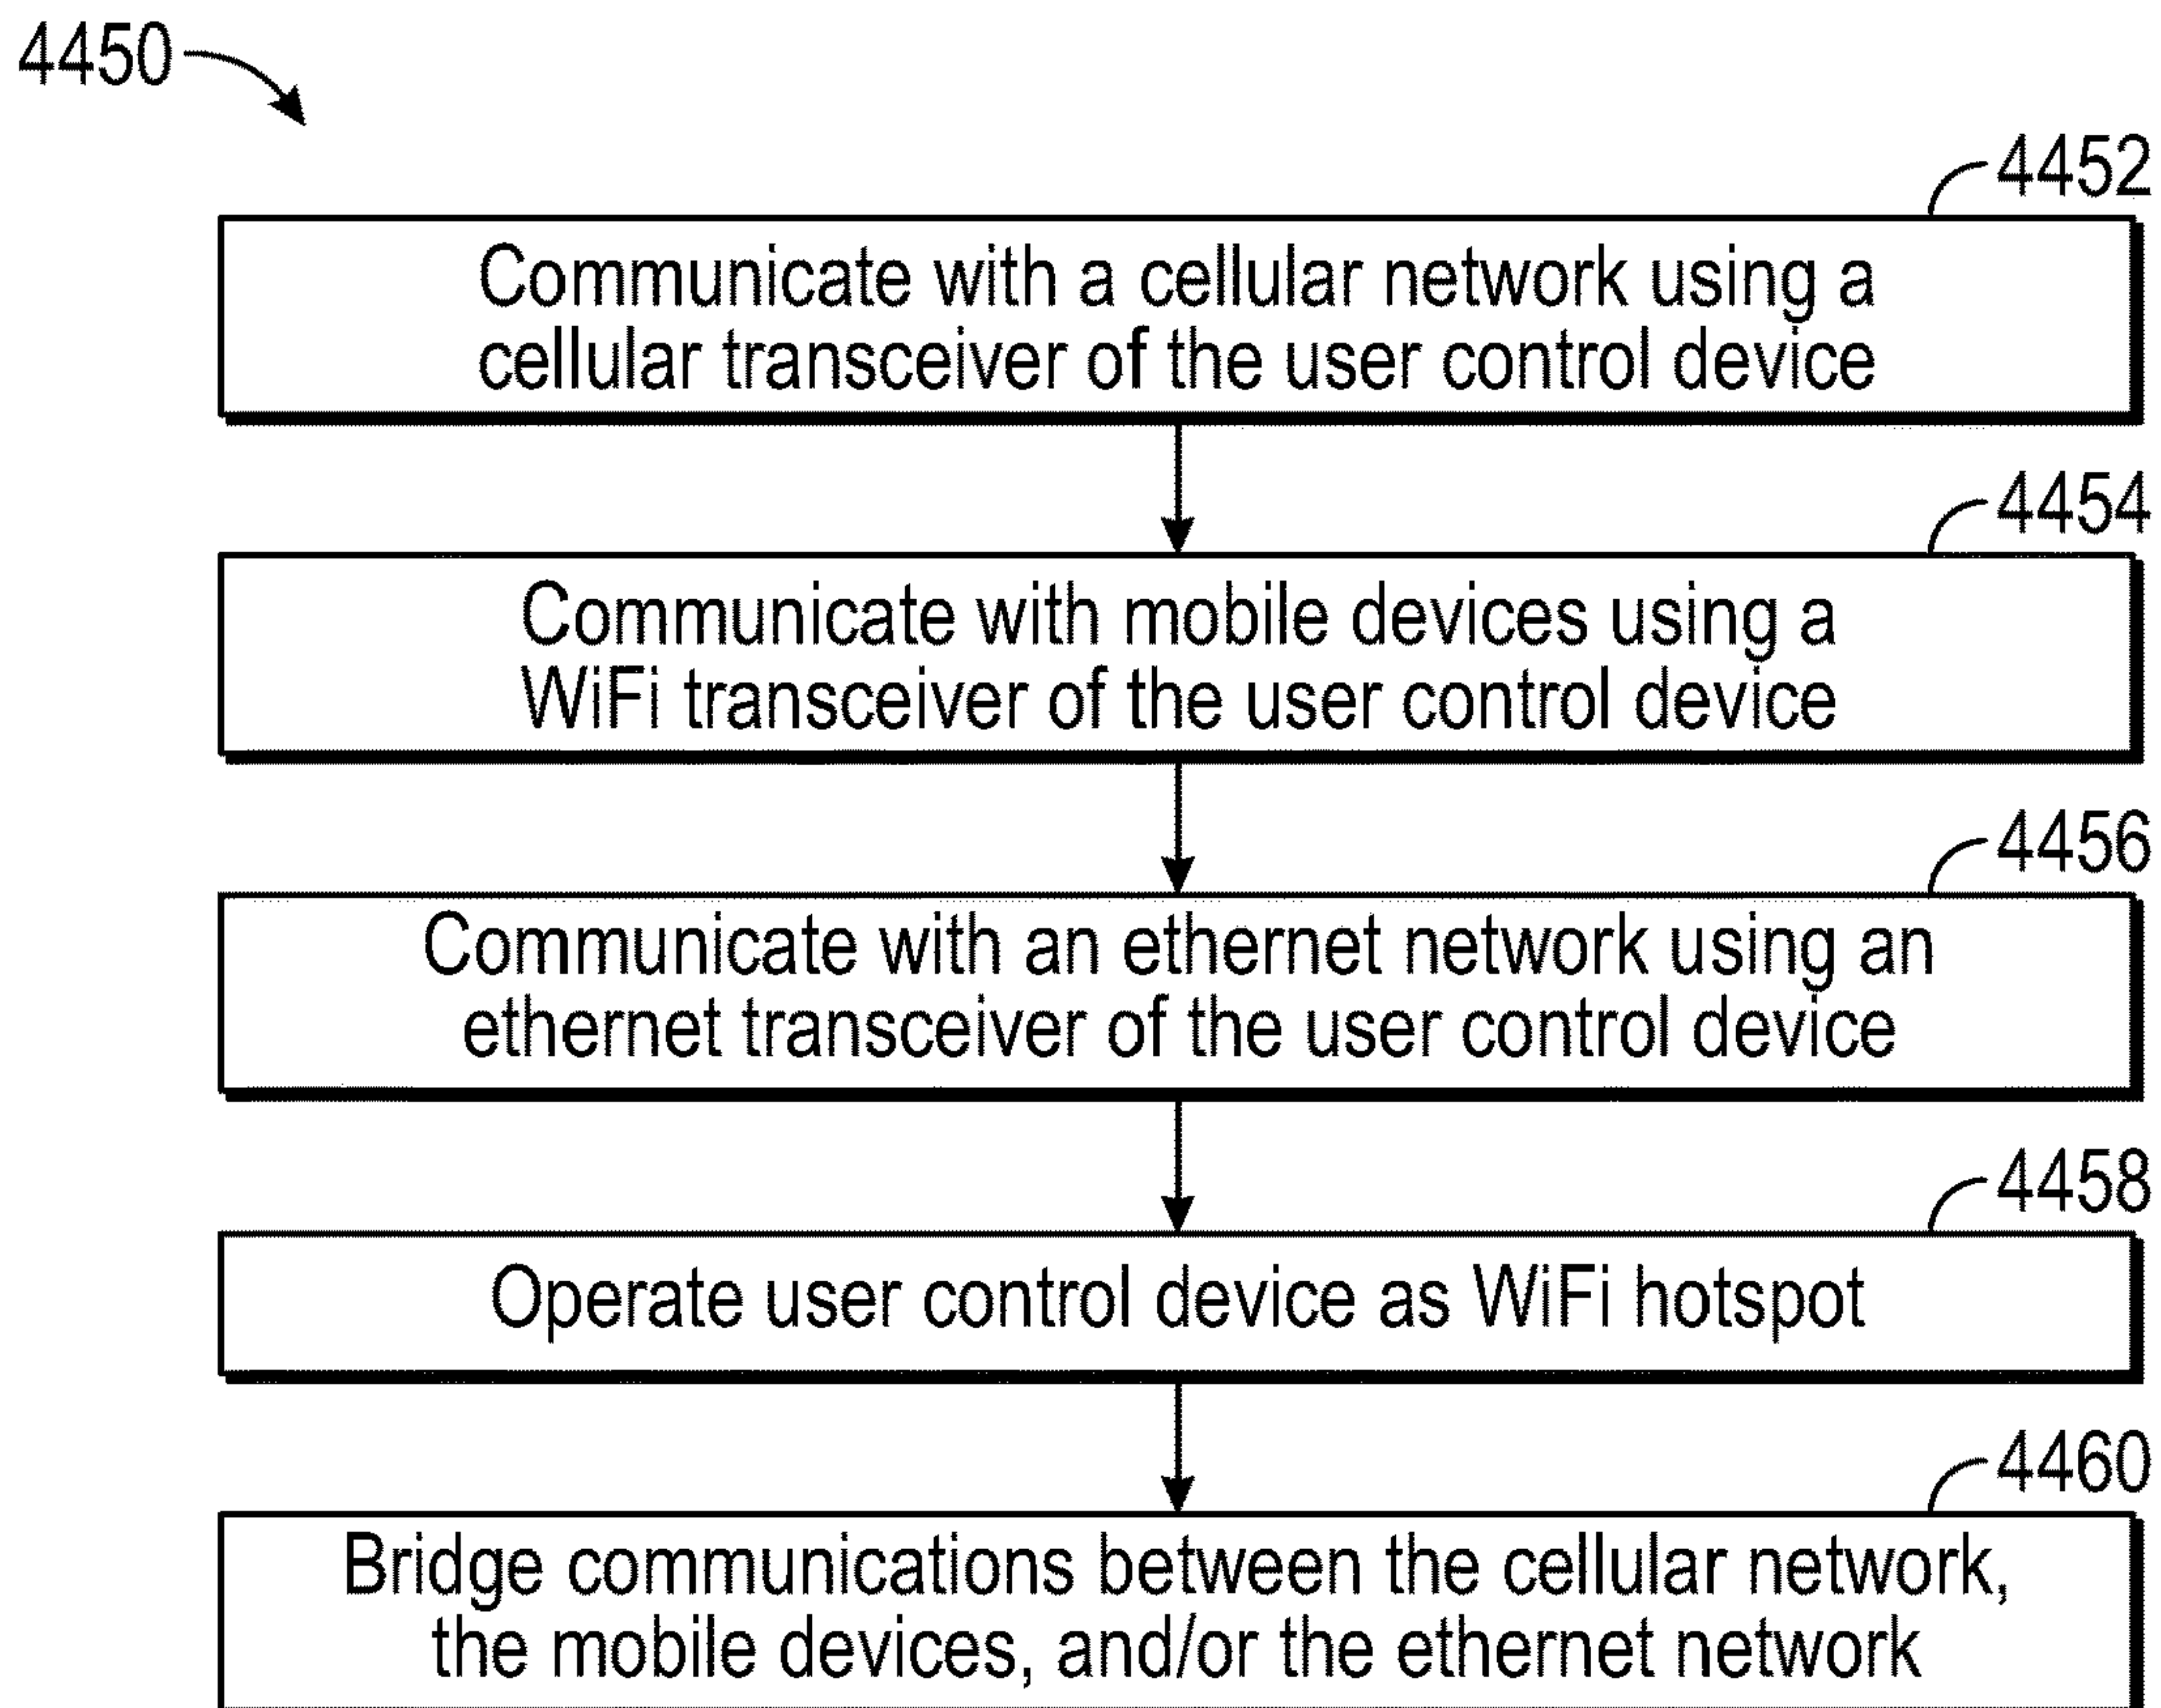 4450
4452
Communicate with a cellular network using a
cellular transceiver of the user control device
4454
Communicate with mobile devices using a
WiFi transceiver of the user control device
4456
Communicate with an ethernet network using an
ethernet transceiver of the user control device
4458
Operate user control device as WiFi hotspot
4460
Bridge communications between the cellular network,
the mobile devices, and/or the ethernet network